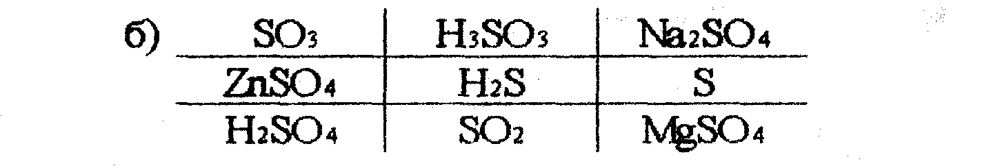 б) SO₃ H₃SO₃ Na₂SO₄
ZnSO₄ H₂S S
H₂SO₄ SO₂ MgSO₄